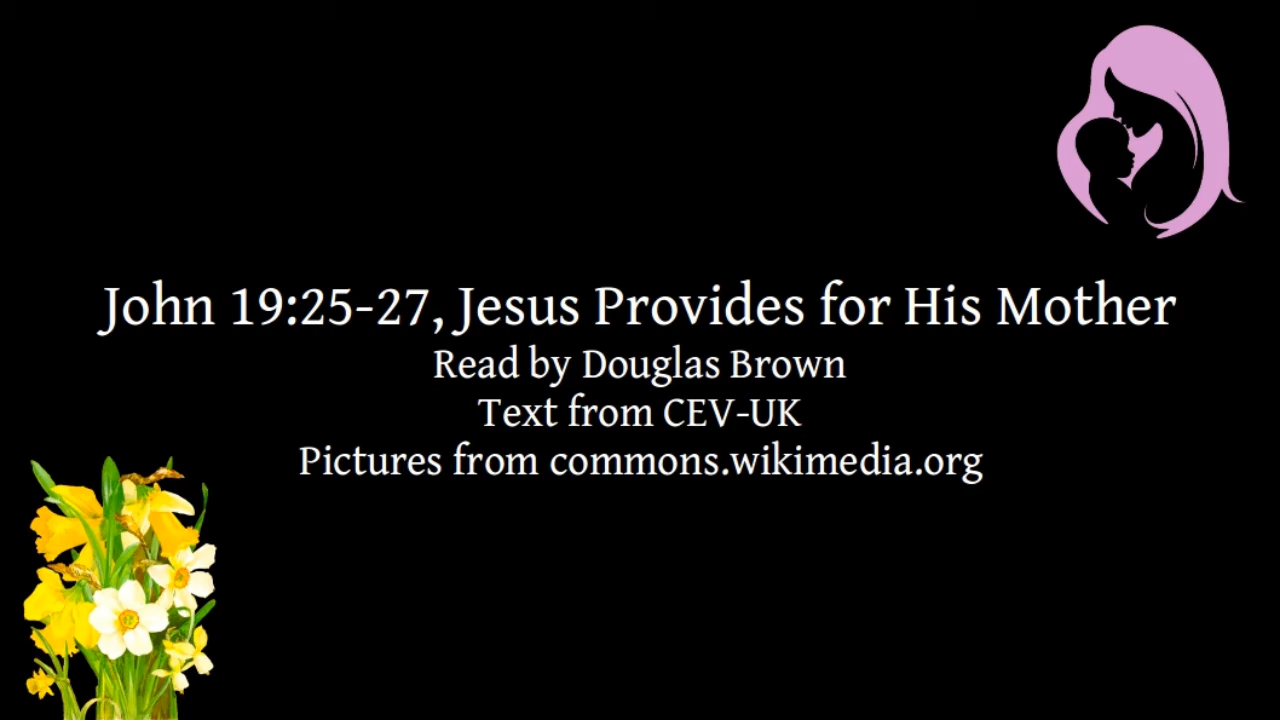 John 19:25-27, Jesus Provides for His Mother
Read by Douglas Brown
Text from CEV-UK
Pictures from commons.wikimedia.org